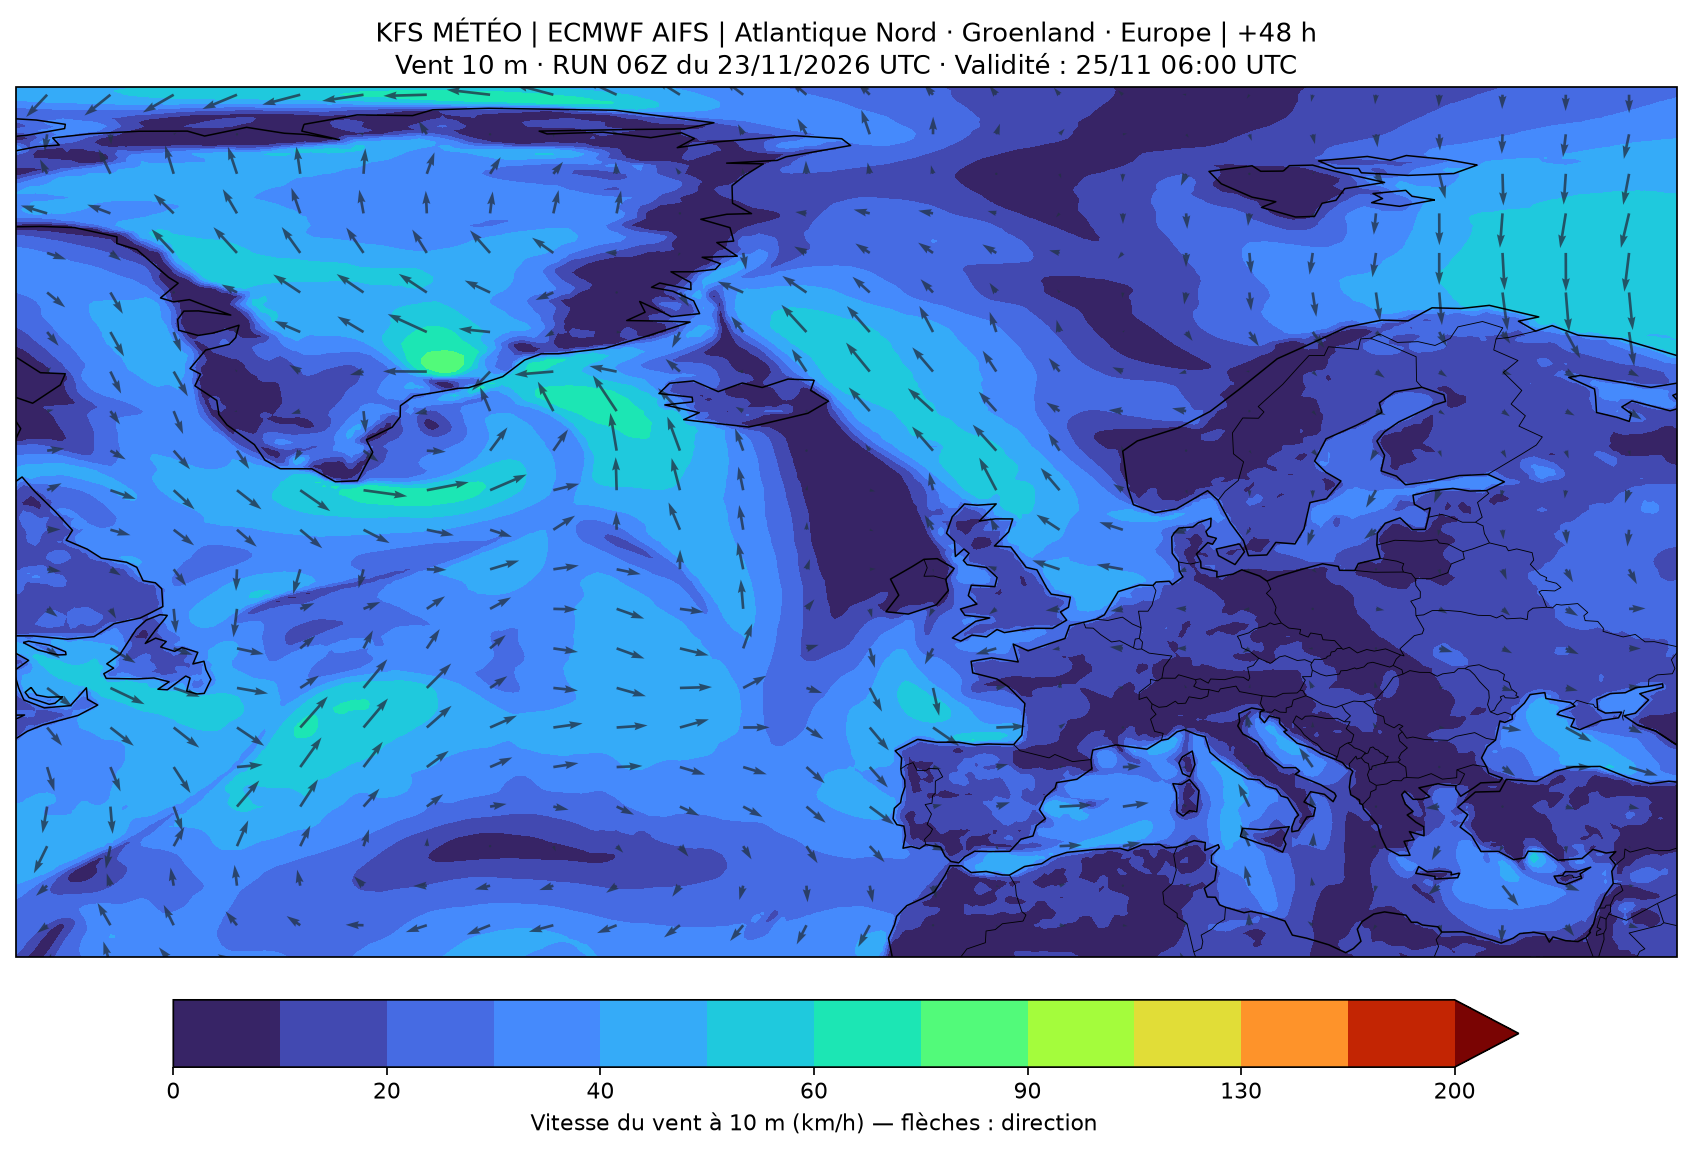 KFS MÉTÉO | ECMWF AIFS | Atlantique Nord · Groenland · Europe | +48 h
Vent 10 m · RUN 06Z du 23/11/2026 UTC · Validité : 25/11 06:00 UTC
0 20 40 60 90 130 200
Vitesse du vent à 10 m (km/h) — flèches : direction